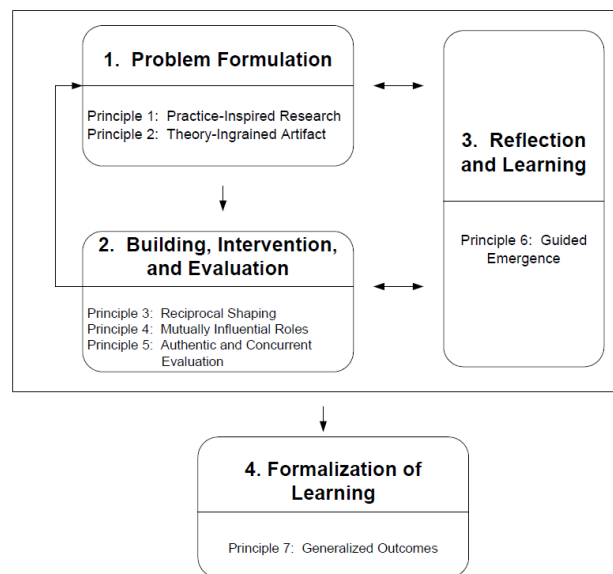 1. Problem Formulation
Principle 1: Practice-Inspired Research
Principle 2: Theory-Ingrained Artifact
2. Building, Intervention,
and Evaluation
Principle 3: Reciprocal Shaping
Principle 4: Mutually Influential Roles
Principle 5: Authentic and Concurrent
Evaluation
3. Reflection
and Learning
Principle 6: Guided
Emergence
4. Formalization of
Learning
Principle 7: Generalized Outcomes